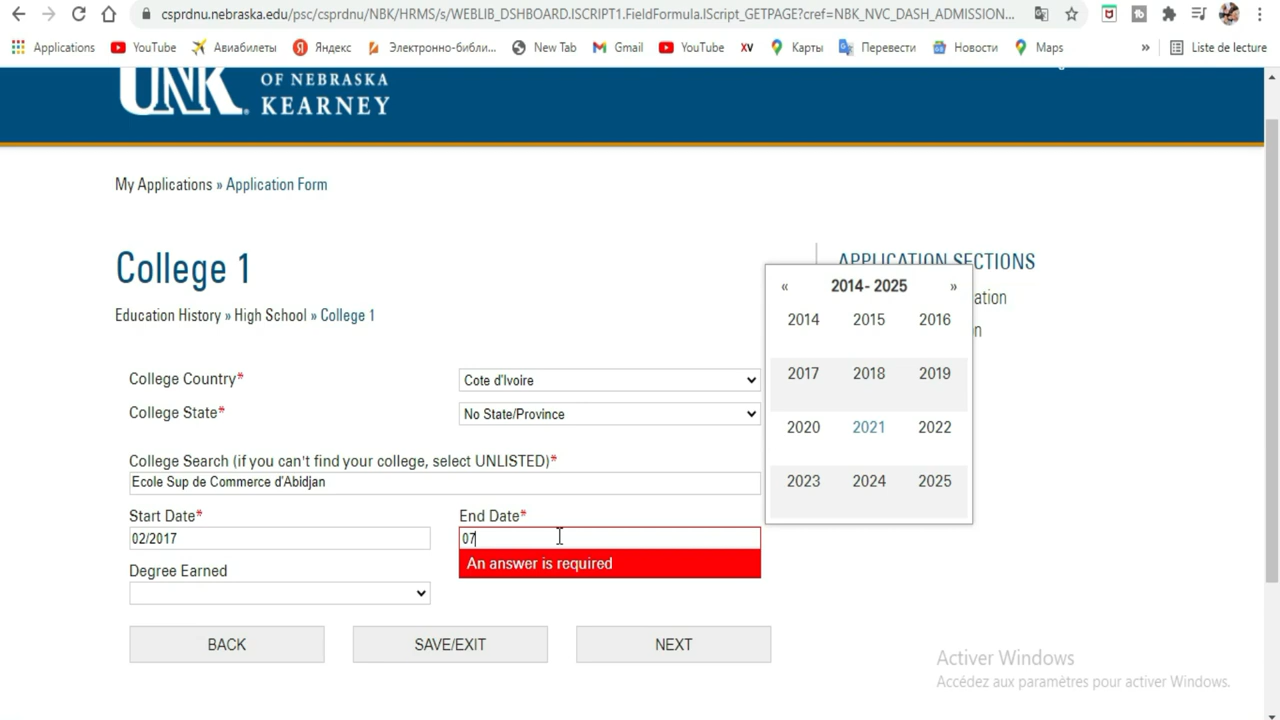 csprdnu.nebraska.edu/psc/csprdnu/NBK/HRMS/s/WEBLIB_DSHBOARD.ISCRIPT1.FieldFormula.IScript_GETPAGE?cref=NBK_NVC_DASH_ADMISSION...
Applications YouTube Авиабилеты Яндекс Электронно-библи... New Tab Gmail YouTube XV Карты Перевести Новости Maps » Liste de lecture
UNK OF NEBRASKA
KEARNEY
My Applications » Application Form
College 1
APPLICATION SECTIONS
Education History » High School » College 1
College Country* Cote d'Ivoire
College State* No State/Province
College Search (if you can't find your college, select UNLISTED)*
Ecole Sup de Commerce d'Abidjan
Start Date* End Date*
02/2017 07
An answer is required
Degree Earned
BACK SAVE/EXIT NEXT
« 2014- 2025 »
2014 2015 2016
2017 2018 2019
2020 2021 2022
2023 2024 2025
Activer Windows
Accédez aux paramètres pour activer Windows.